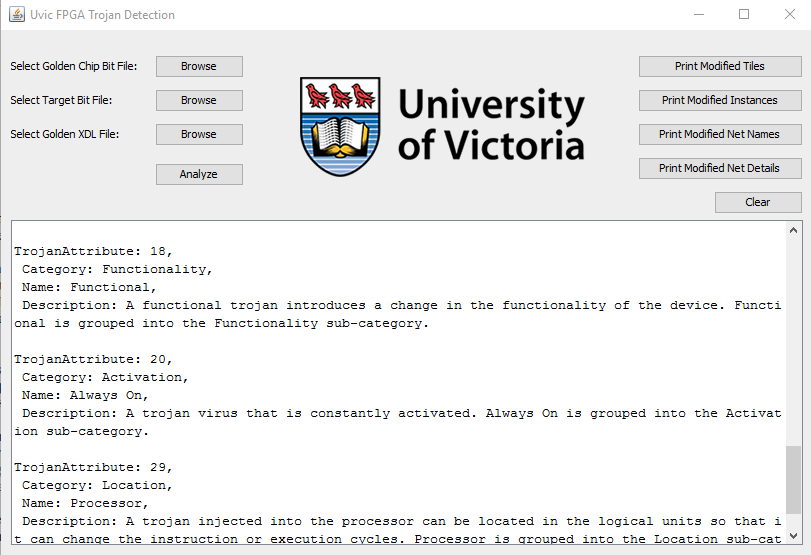 Uvic FPGA Trojan Detection
Select Golden Chip Bit File:
Browse
Select Target Bit File:
Browse
Select Golden XDL File:
Browse
Analyze
University
of Victoria
Print Modified Tiles
Print Modified Instances
Print Modified Net Names
Print Modified Net Details
Clear
TrojanAttribute: 18,
Category: Functionality,
Name: Functional,
Description: A functional trojan introduces a change in the functionality of the device. Functi
onal is grouped into the Functionality sub-category.
TrojanAttribute: 20,
Category: Activation,
Name: Always On,
Description: A trojan virus that is constantly activated. Always On is grouped into the Activat
ion sub-category.
TrojanAttribute: 29,
Category: Location,
Name: Processor,
Description: A trojan injected into the processor can be located in the logical units so that i
t can change the instruction or execution cycles. Processor is grouped into the Location sub-cat